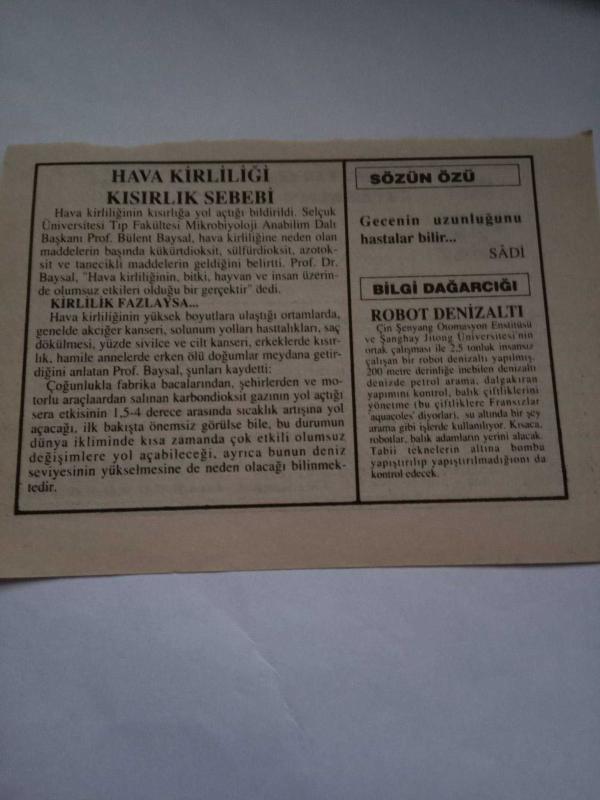 HAVA KİRLİLİĞİ
KISIRLIK SEBEBİ
Hava kirliliğinin kısırlığa yol açtığı bildirildi. Selçuk
Üniversitesi Tıp Fakültesi Mikrobiyoloji Anabilim Dalı
Başkanı Prof. Bülent Baysal, hava kirliliğine neden olan
maddelerin başında kükürtdioksit, sülfürdioksit, azotok-
sit ve tanecikli maddelerin geldiğini belirtti. Prof. Dr.
Baysal, "Hava kirliliğinin, bitki, hayvan ve insan üzerin-
de olumsuz etkileri olduğu bir gerçektir" dedi.
KİRLİLİK FAZLAYSA...
Hava kirliliğinin yüksek boyutlara ulaştığı ortamlarda,
genelde akciğer kanseri, solunum yolları hasttalıkları, saç
dökülmesi, yüzde sivilce ve cilt kanseri, erkeklerde kısır-
lık, hamile annelerde erken ölü doğumlar meydana getir-
diğini anlatan Prof. Baysal, şunları kaydetti:
Çoğunlukla fabrika bacalarından, şehirlerden ve mo-
torlu araçlaardan salınan karbondioksit gazının yol açtığı
sera etkisinin 1,5-4 derece arasında sıcaklık artışına yol
açacağı, ilk bakışta önemsiz görülse bile, bu durumun
dünya ikliminde kısa zamanda çok etkili olumsuz
değişimlere yol açabileceği, ayrıca bunun deniz
seviyesinin yükselmesine de neden olacağı bilinmek-
tedir.
SÖZÜN ÖZÜ
Gecenin uzunluğunu
hastalar bilir...
SÂDİ
BİLGİ DAĞARCIĞI
ROBOT DENİZALTI
Çin Şenyang Otomasyon Enstitüsü
ve Şanghay Jitong Üniversitesi'nin
ortak çalışması ile 2,5 tonluk insansız
çalışan bir robot denizaltı yapılmış.
200 metre derinliğe inebilen denizaltı
denizde petrol arama, dalgakıran
yapımını kontrol, balık çiftliklerini
yönetme (bu çiftliklere Fransızlar
'aquacoles' diyorlar), su altında bir şey
arama gibi işlerde kullanılıyor. Kısaca,
robotlar, balık adamların yerini alacak.
Tabii teknelerin altına bomba
yapıştırılıp yapıştırılmadığıonı da
kontrol edecek.